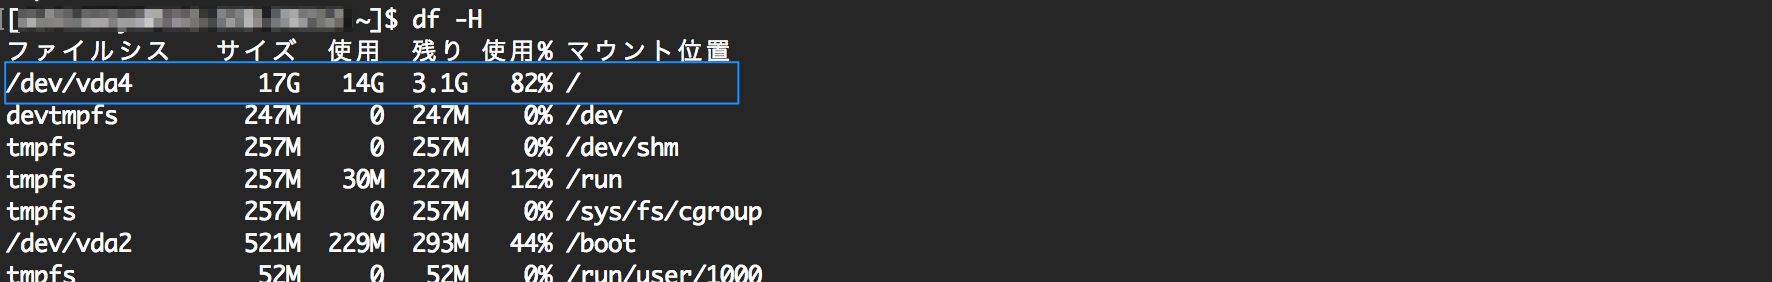 [ ~]$ df -H
ファイルシス サイズ 使用 残り 使用% マウント位置
/dev/vda4 17G 14G 3.1G 82% /
devtmpfs 247M 0 247M 0% /dev
tmpfs 257M 0 257M 0% /dev/shm
tmpfs 257M 30M 227M 12% /run
tmpfs 257M 0 257M 0% /sys/fs/cgroup
/dev/vda2 521M 229M 293M 44% /boot
tmpfs 52M 0 52M 0% /run/user/1000